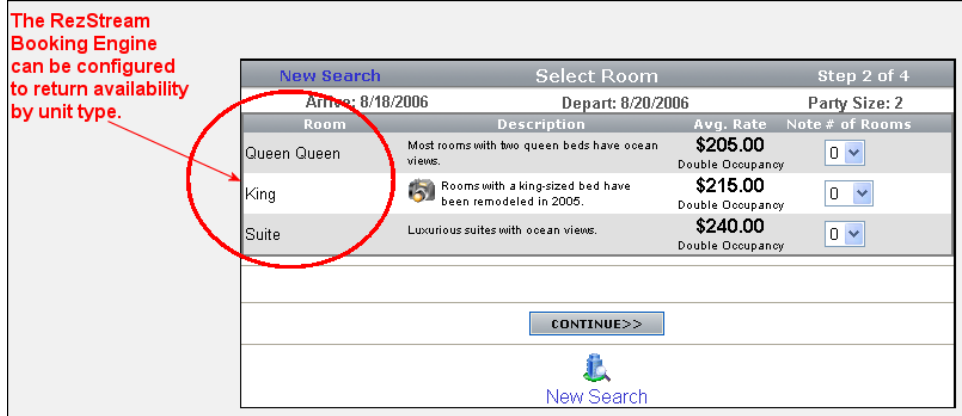 The RezStream
Booking Engine
can be configured
to return availability
by unit type.
New Search Select Room Step 2 of 4
Arrive: 8/18/2006 Depart: 8/20/2006 Party Size: 2
Room Description Avg. Rate Note # of Rooms
Queen Queen Most rooms with two queen beds have ocean views. $205.00 Double Occupancy 0
King Rooms with a king-sized bed have been remodeled in 2005. $215.00 Double Occupancy 0
Suite Luxurious suites with ocean views. $240.00 Double Occupancy 0
CONTINUE>>
New Search